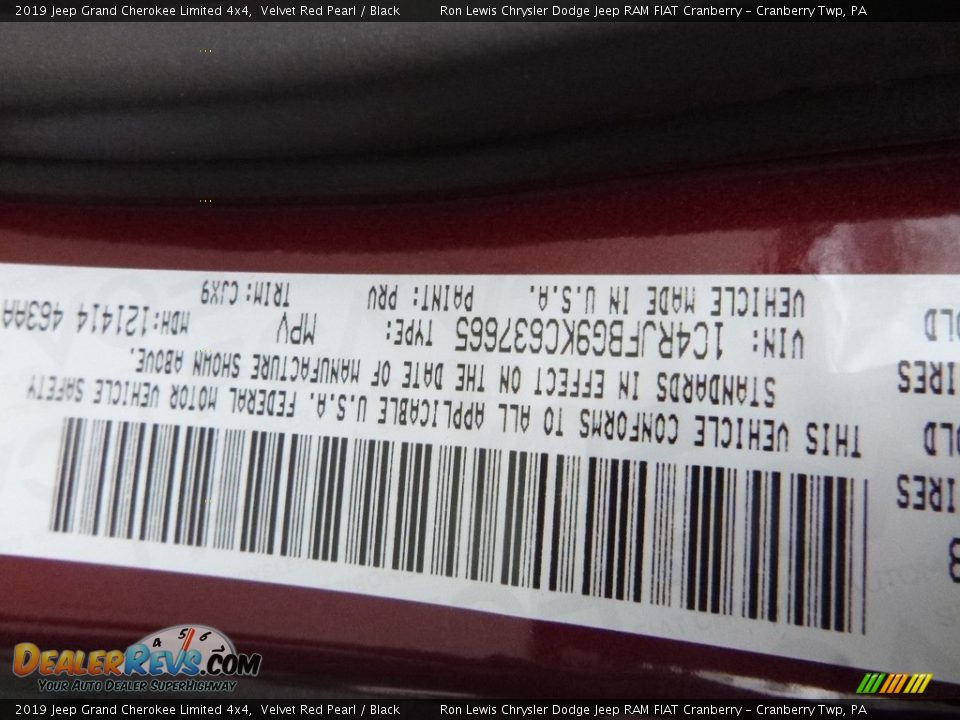 2019 Jeep Grand Cherokee Limited 4x4, Velvet Red Pearl / Black Ron Lewis Chrysler Dodge Jeep RAM FIAT Cranberry – Cranberry Twp, PA
THIS VEHICLE CONFORMS TO ALL APPLICABLE U.S.A. FEDERAL MOTOR VEHICLE SAFETY
STANDARDS IN EFFECT ON THE DATE OF MANUFACTURE SHOWN ABOVE.
VIN: 1C4RJFBG9KC637665 TYPE: MPV MDH:121414 463AA
VEHICLE MADE IN U.S.A. PAINT: PRV TRIM:CJX9
DEALERREVS.COM
4 5 6
YOUR AUTO DEALER SUPERHIGHWAY
2019 Jeep Grand Cherokee Limited 4x4, Velvet Red Pearl / Black Ron Lewis Chrysler Dodge Jeep RAM FIAT Cranberry – Cranberry Twp, PA